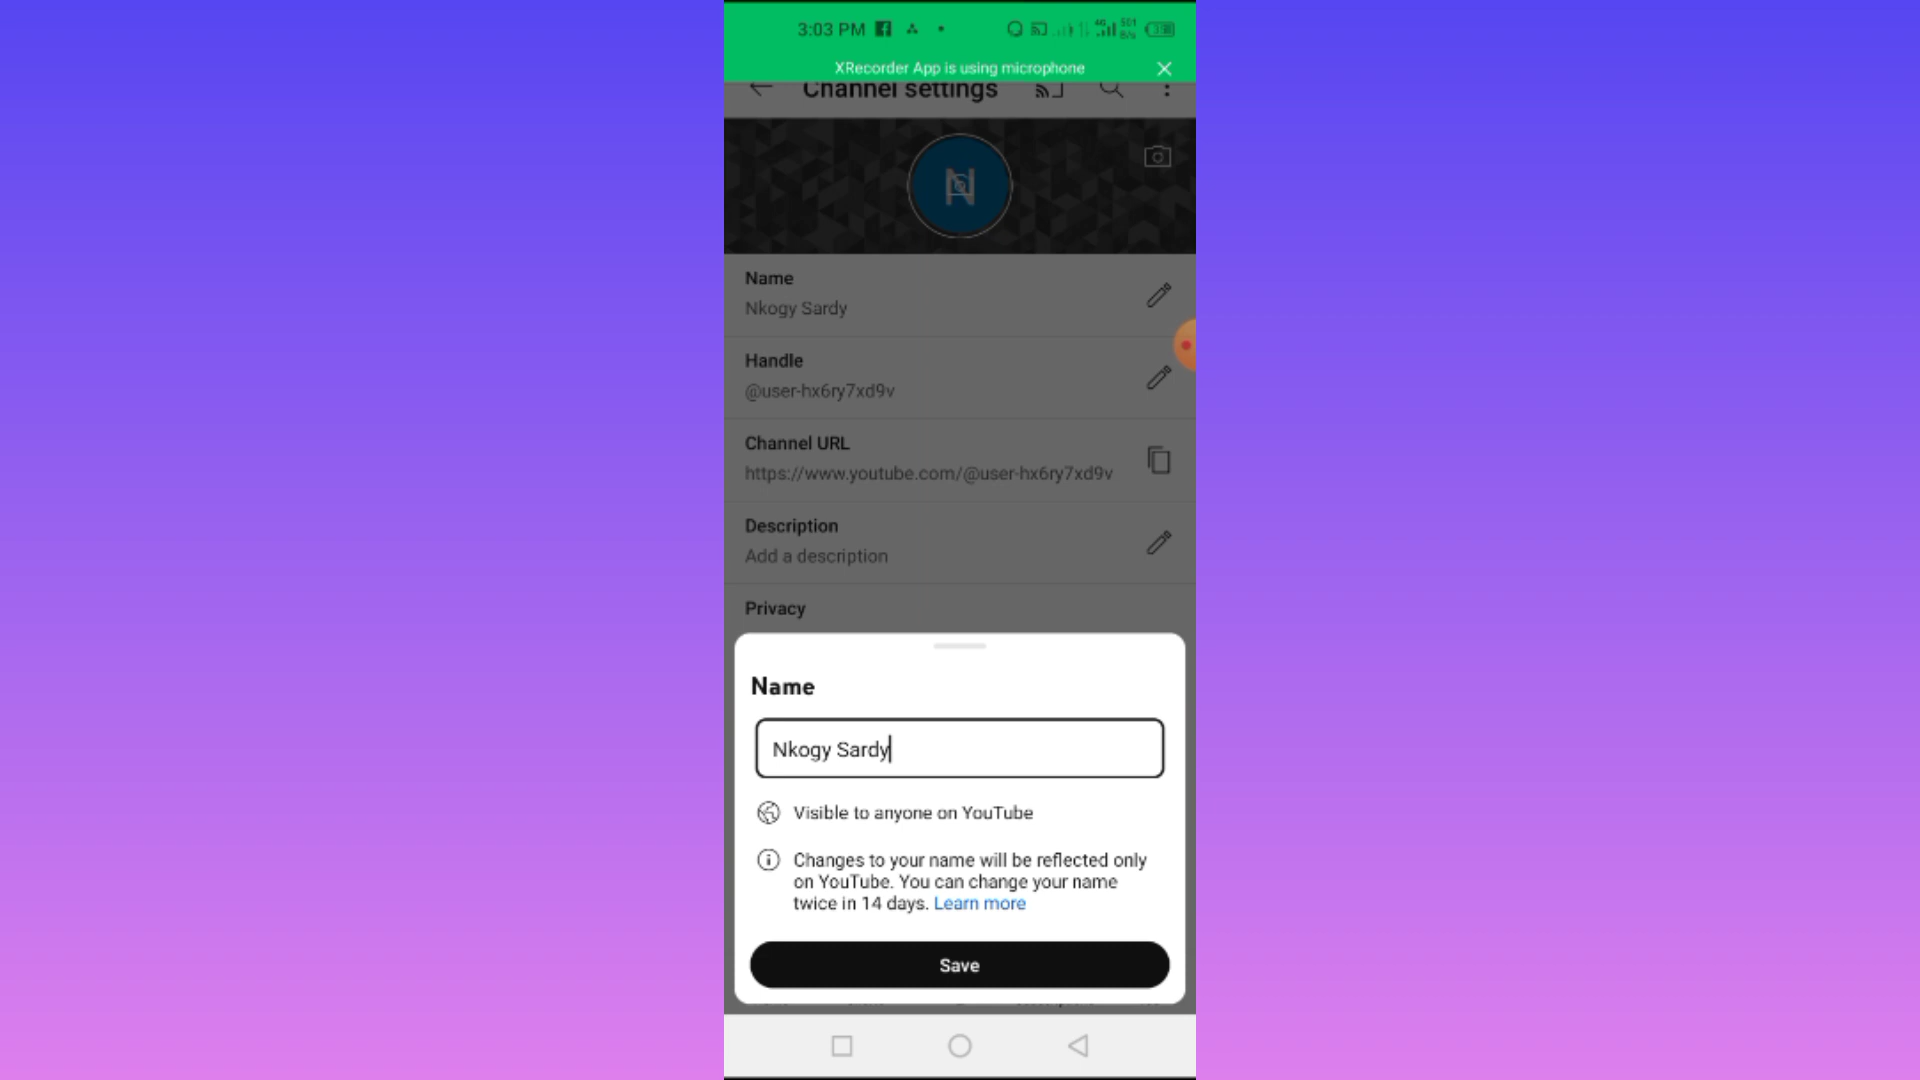 3:03 PM
4G
501
B/s
38
XRecorder App is using microphone
Channel settings
N
Name
Nkogy Sardy
Handle
@user-hx6ry7xd9v
Channel URL
https://www.youtube.com/@user-hx6ry7xd9v
Description
Add a description
Privacy
Name
Nkogy Sardy
Visible to anyone on YouTube
Changes to your name will be reflected only
on YouTube. You can change your name
twice in 14 days. Learn more
Save